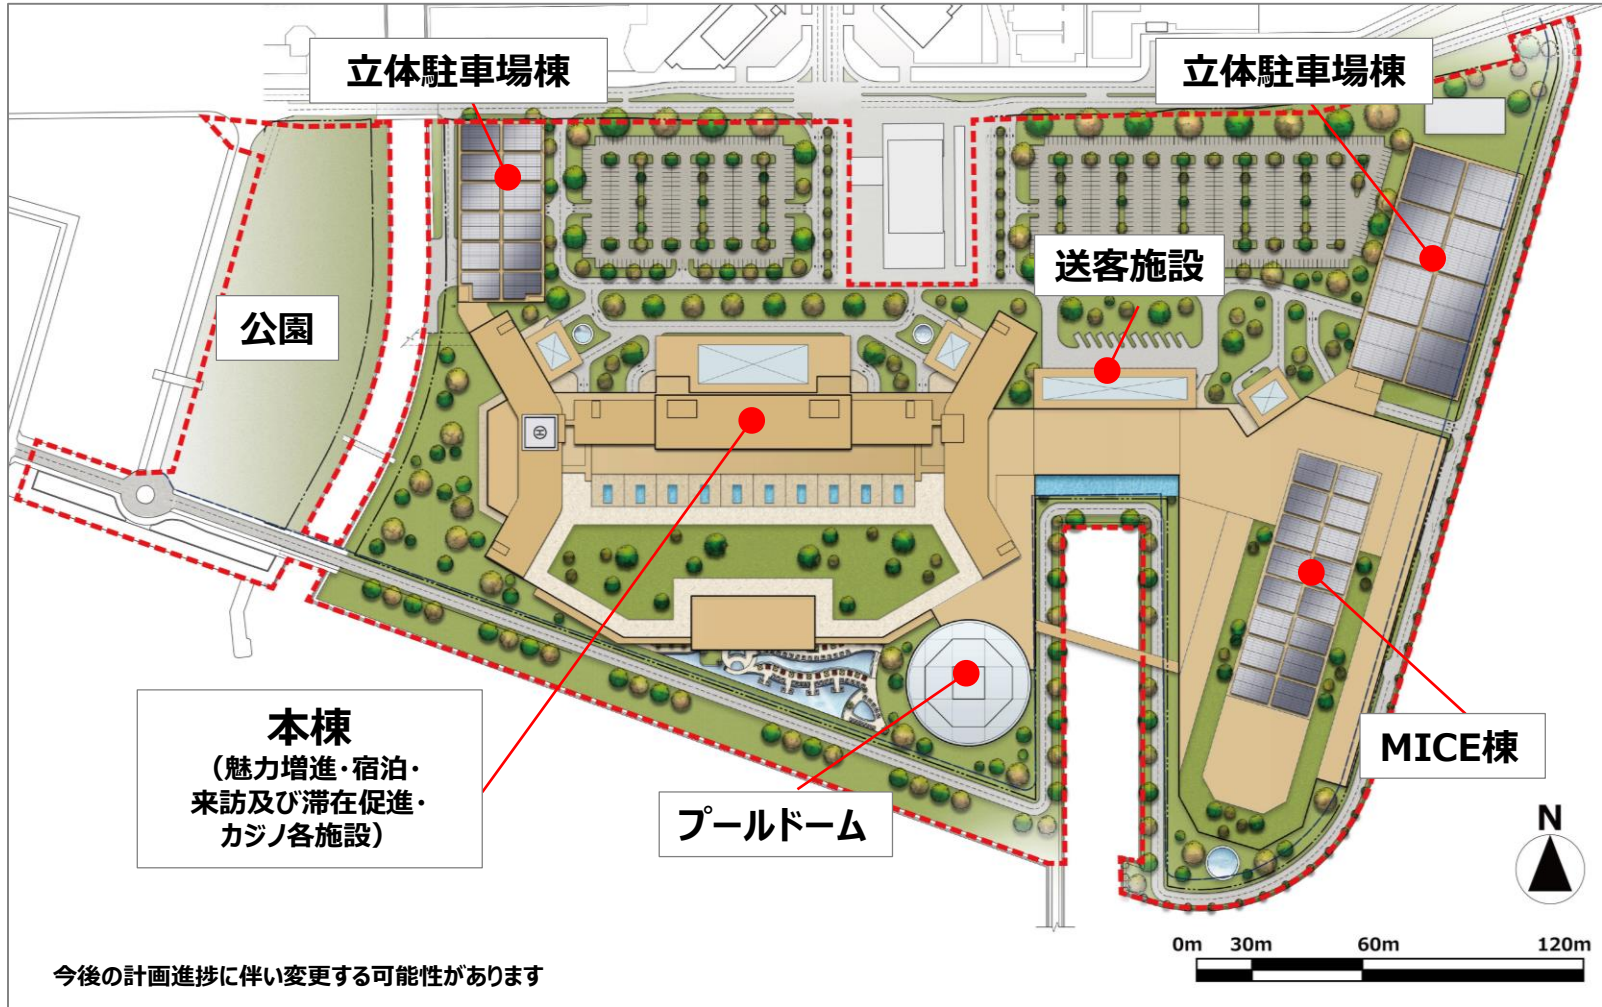 立体駐車場棟
立体駐車場棟
送客施設
公園
本棟
（魅力増進・宿泊・
来訪及び滞在促進・
カジノ各施設）
プールドーム
MICE棟
H
N
0m 30m 60m 120m
今後の計画進捗に伴い変更する可能性があります